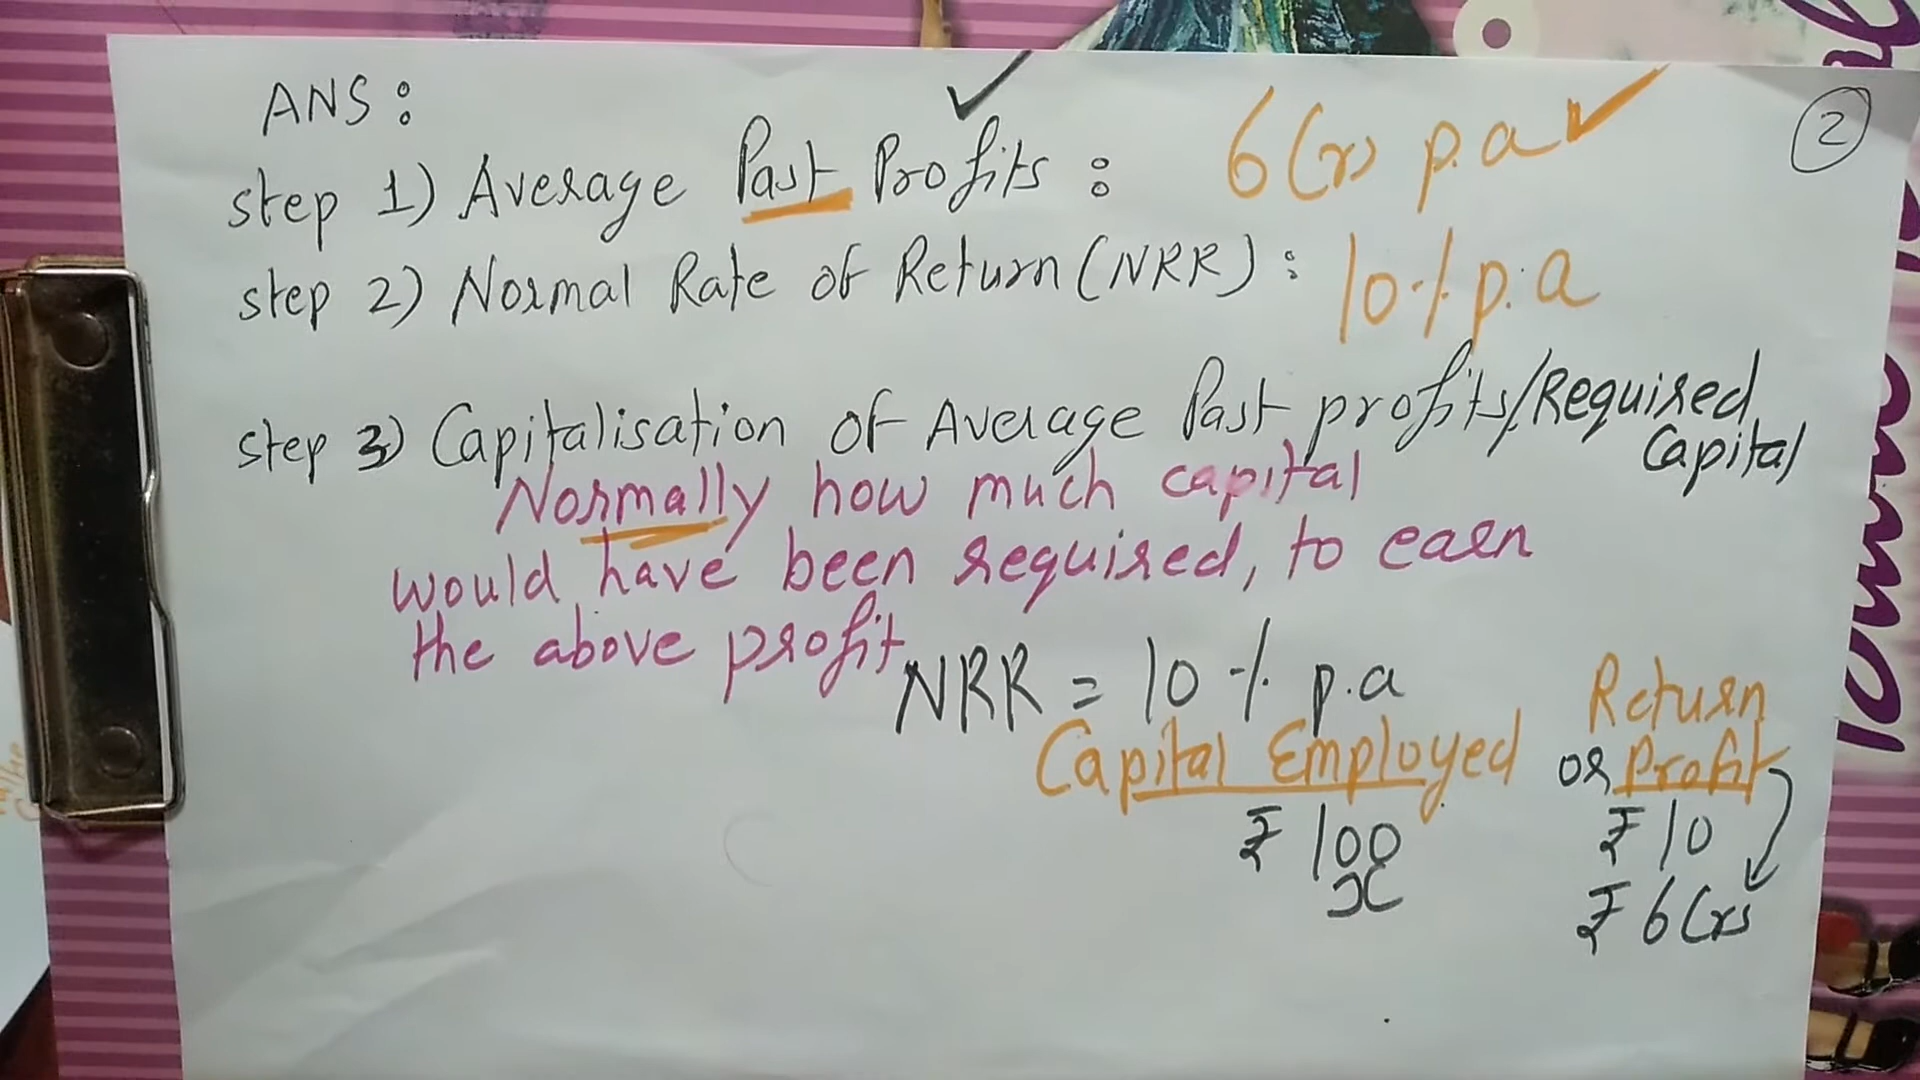 ANS:
2
step 1) Average Past Profits : 6 Crs p.a
step 2) Normal Rate of Return (NRR) : 10% p.a
step 3) Capitalisation of Average Past profits/Required
Capital
Normally how much capital
would have been required, to earn
the above profit
NRR = 10% p.a
Capital Employed
Return
or Profit
₹ 100
₹ 10
x
₹ 6 Crs